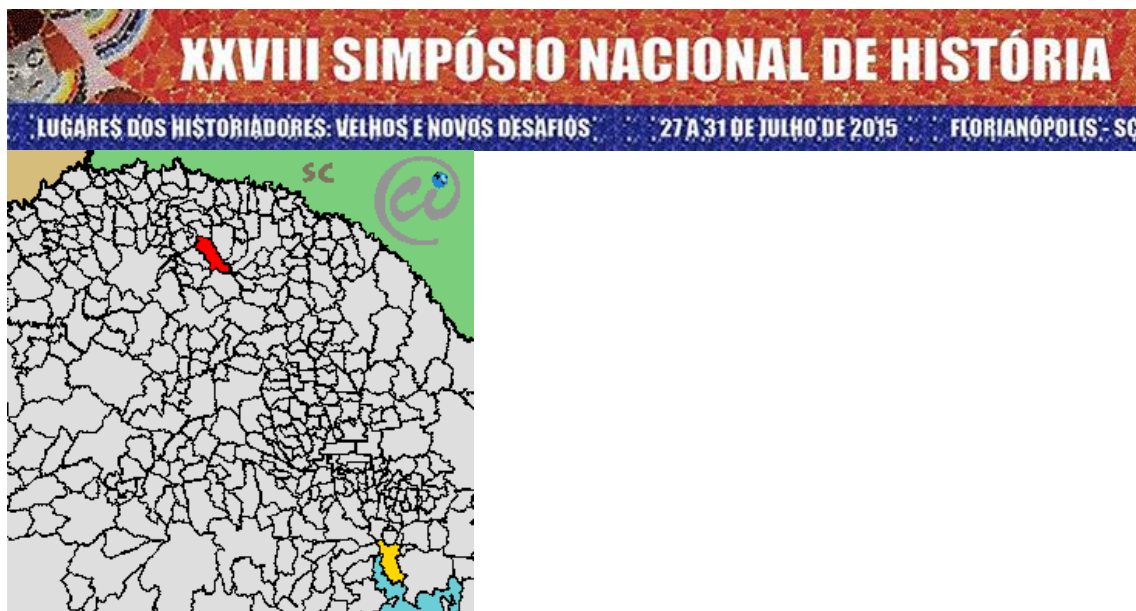 XXVIII SIMPÓSIO NACIONAL DE HISTÓRIA
LUGARES DOS HISTORIADORES: VELHOS E NOVOS DESAFIOS 27 A 31 DE JULHO DE 2015 FLORIANÓPOLIS - SC
SC
ci